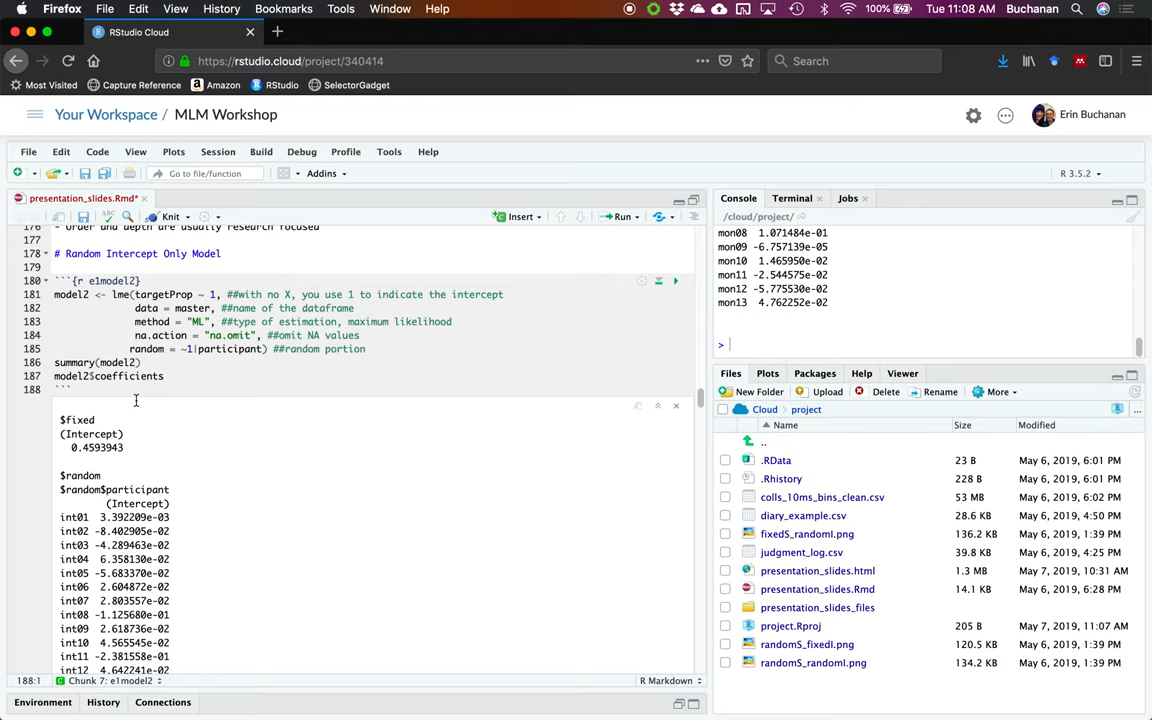 Firefox File Edit View History Bookmarks Tools Window Help 100% Tue 11:08 AM Buchanan
RStudio Cloud
https://rstudio.cloud/project/340414 Search
Most Visited Capture Reference Amazon RStudio SelectorGadget
Your Workspace / MLM Workshop Erin Buchanan
File Edit Code View Plots Session Build Debug Profile Tools Help
Go to file/function Addins R 3.5.2
presentation_slides.Rmd*
Knit Insert Run
176 - Order and depth are usually research focused
177
178 # Random Intercept Only Model
179
180 ```{r e1model2}
181 model2 <- lme(targetProp ~ 1, ##with no X, you use 1 to indicate the intercept
182 data = master, ##name of the dataframe
183 method = "ML", ##type of estimation, maximum likelihood
184 na.action = "na.omit", ##omit NA values
185 random = ~1|participant) ##random portion
186 summary(model2)
187 model2$coefficients
188 ```
$fixed
(Intercept)
0.4593943
$random
$random$participant
(Intercept)
int01 3.392209e-03
int02 -8.402905e-02
int03 -4.289463e-02
int04 6.358130e-02
int05 -5.683370e-02
int06 2.604872e-02
int07 2.803557e-02
int08 -1.125680e-01
int09 2.618736e-02
int10 4.565545e-02
int11 -2.381558e-01
int12 4.642241e-02
188:1 Chunk 7: e1model2 R Markdown
Environment History Connections
Console Terminal Jobs
/cloud/project/
mon08 1.071484e-01
mon09 -6.757139e-05
mon10 1.465950e-02
mon11 -2.544575e-02
mon12 -5.775530e-02
mon13 4.762252e-02
>
Files Plots Packages Help Viewer
New Folder Upload Delete Rename More
Cloud project
Name Size Modified
..
.RData 23 B May 6, 2019, 6:01 PM
.Rhistory 228 B May 6, 2019, 6:01 PM
colls_10ms_bins_clean.csv 53 MB May 6, 2019, 6:02 PM
diary_example.csv 28.6 KB May 6, 2019, 4:50 PM
fixedS_randomI.png 136.2 KB May 6, 2019, 1:39 PM
judgment_log.csv 39.8 KB May 6, 2019, 4:25 PM
presentation_slides.html 1.3 MB May 7, 2019, 10:31 AM
presentation_slides.Rmd 14.1 KB May 6, 2019, 6:28 PM
presentation_slides_files
project.Rproj 205 B May 7, 2019, 11:07 AM
randomS_fixedI.png 120.5 KB May 6, 2019, 1:39 PM
randomS_randomI.png 134.2 KB May 6, 2019, 1:39 PM